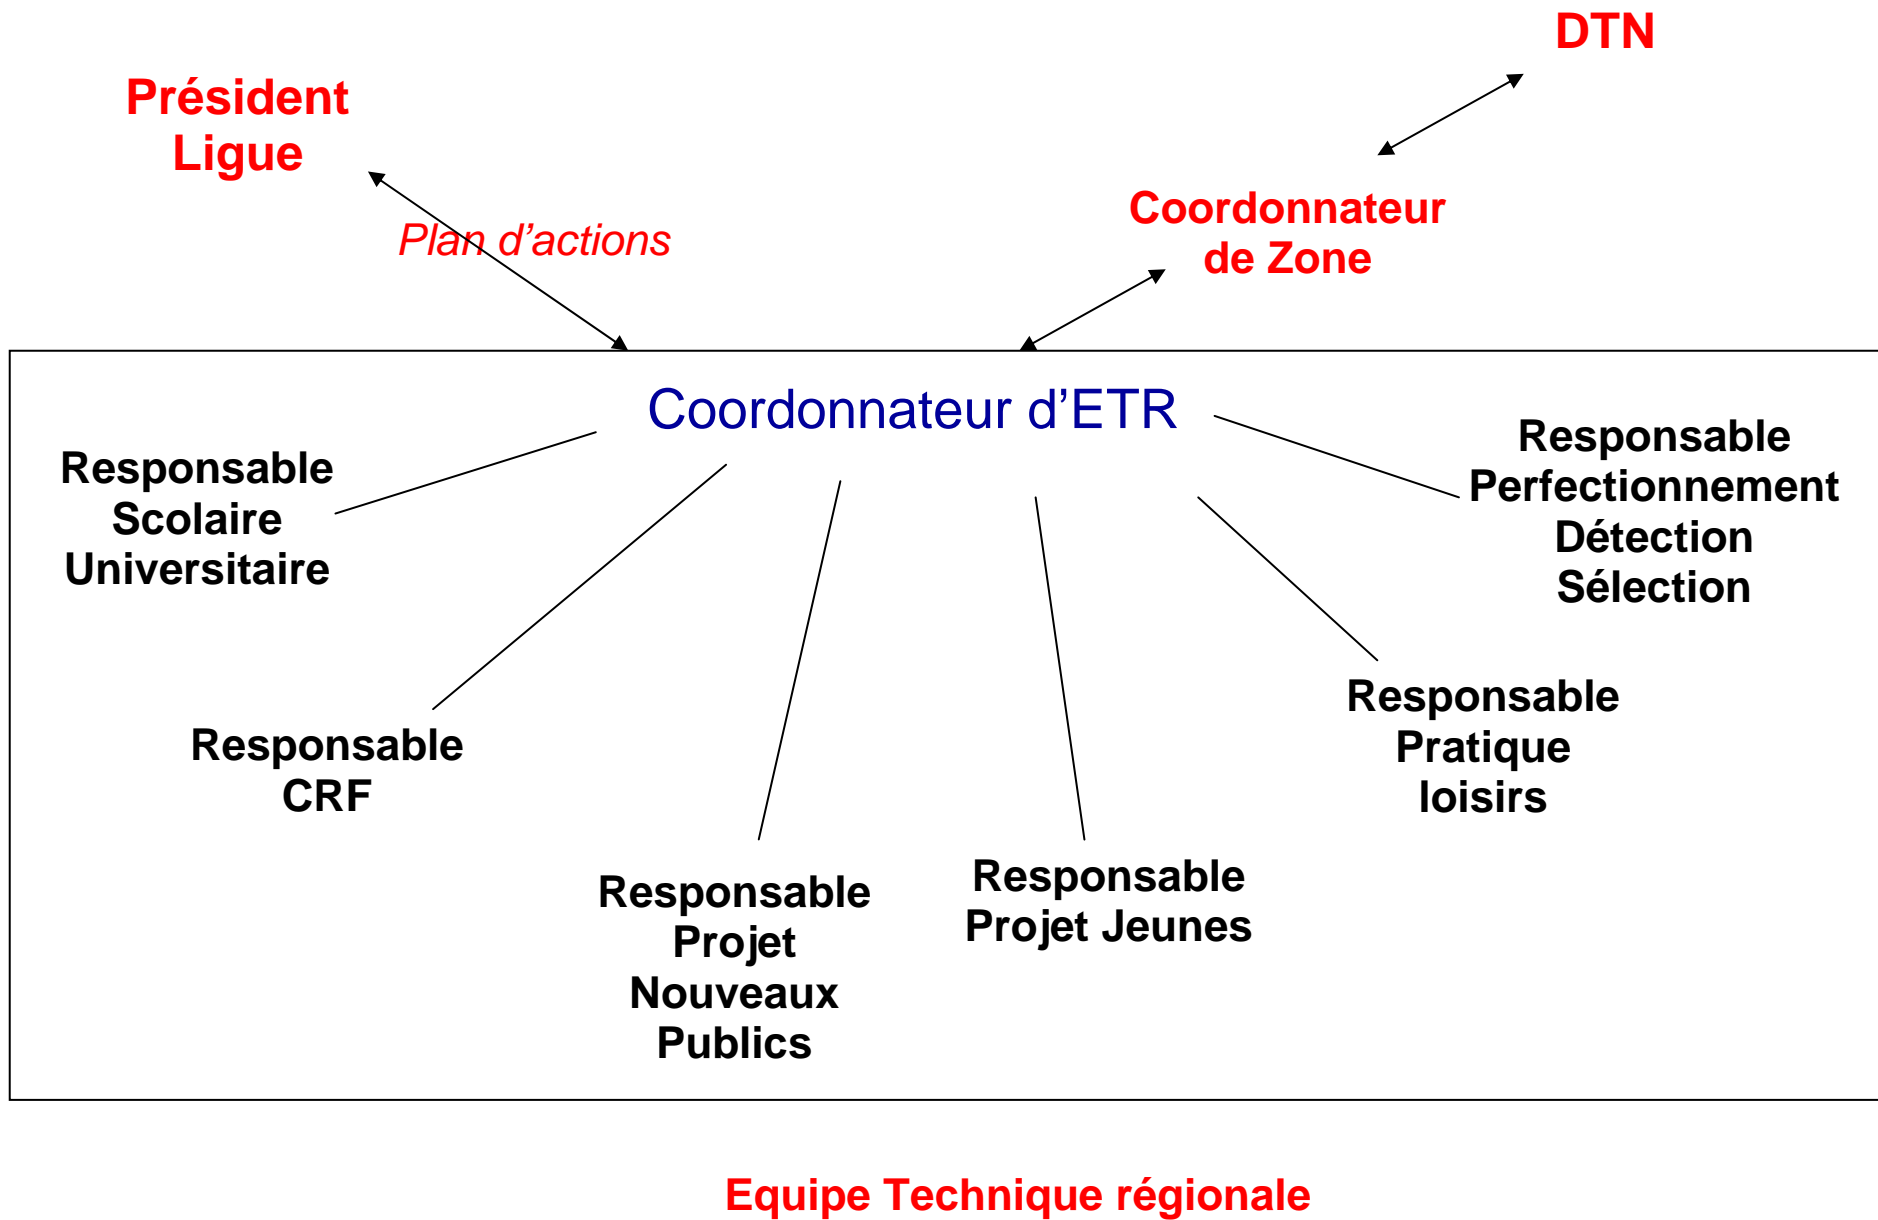 DTN
Président
Ligue
Plan d’actions
Coordonnateur
de Zone
Coordonnateur d’ETR
Responsable
Scolaire
Universitaire
Responsable
Perfectionnement
Détection
Sélection
Responsable
CRF
Responsable
Projet
Nouveaux
Publics
Responsable
Projet Jeunes
Responsable
Pratique
loisirs
Equipe Technique régionale